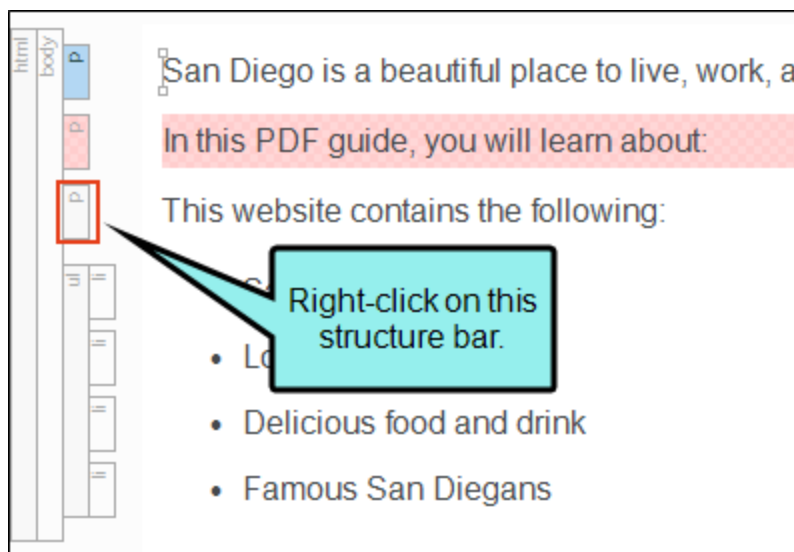 html
body
p
San Diego is a beautiful place to live, work, a
p
In this PDF guide, you will learn about:
p
This website contains the following:
ul
li
Right-click on this
structure bar.
li
li
Delicious food and drink
li
Famous San Diegans